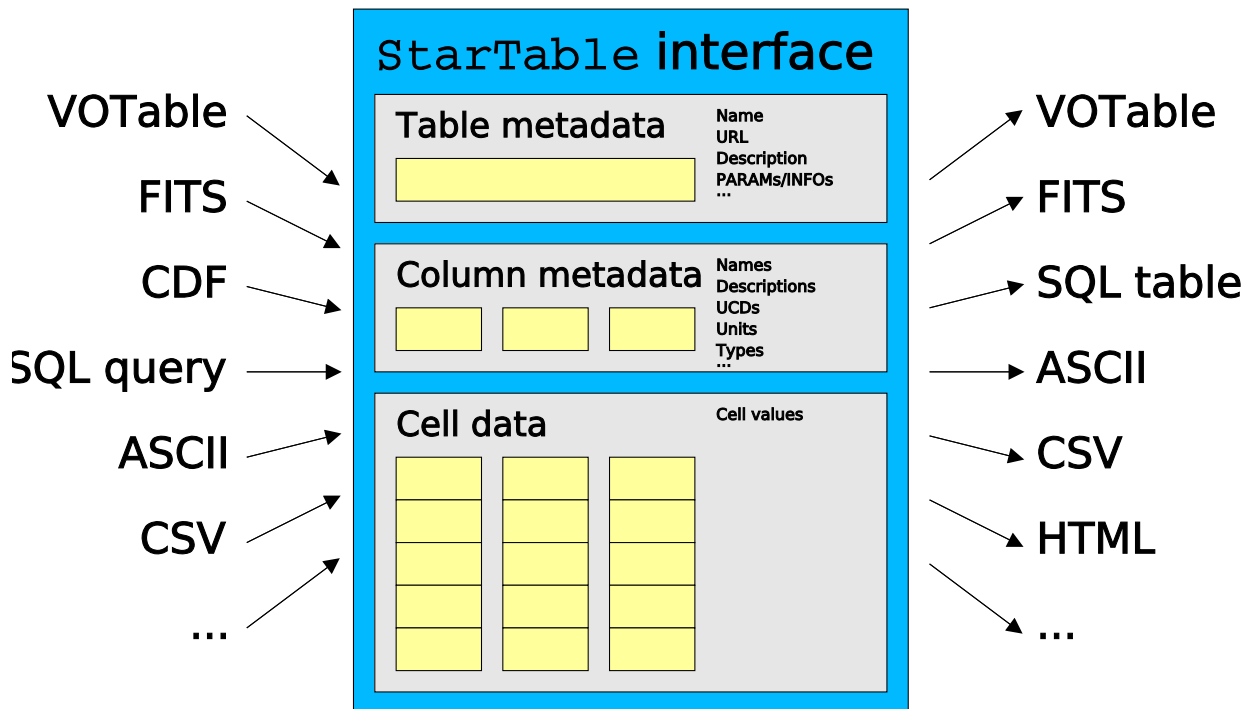 StarTable interface
VOTable
FITS
CDF
SQL query
ASCII
CSV
...
Table metadata
Name
URL
Description
PARAMs/INFOs
...
Column metadata
Names
Descriptions
UCDs
Units
Types
...
Cell data
Cell values
VOTable
FITS
SQL table
ASCII
CSV
HTML
...